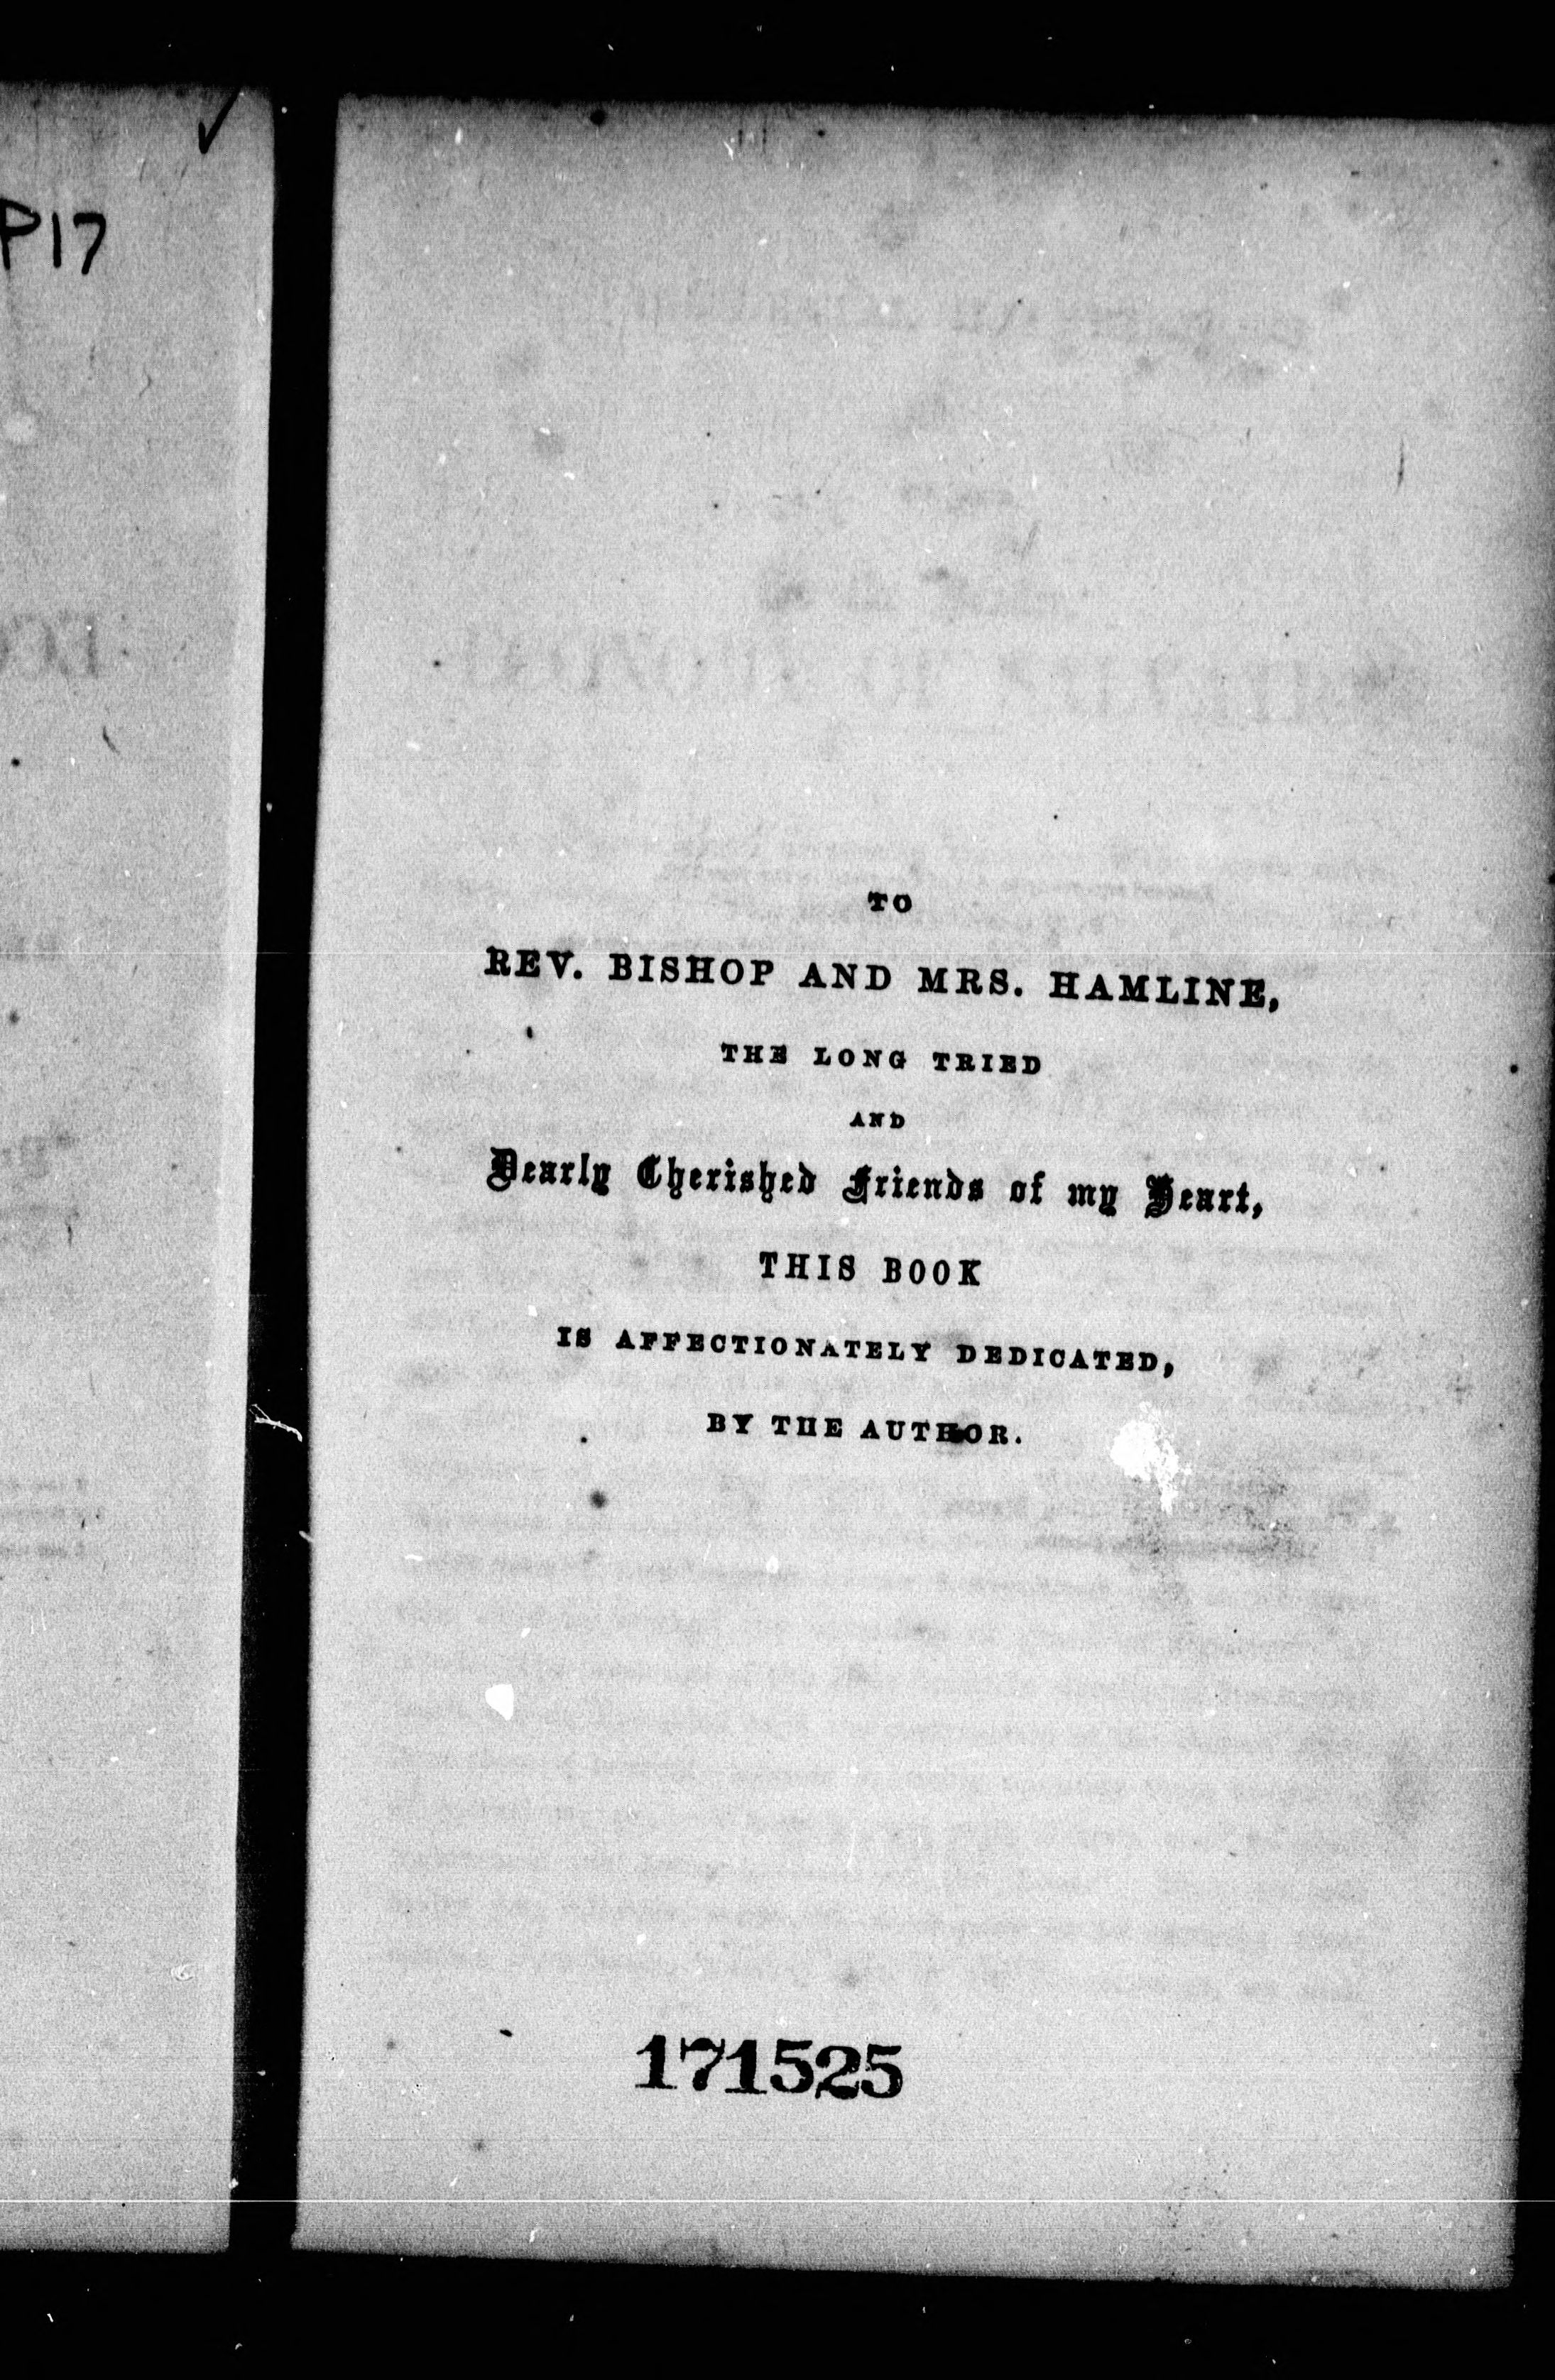 P17
TO
REV. BISHOP AND MRS. HAMLINE,
THE LONG TRIED
AND
Dearly Cherished Friends of my Heart,
THIS BOOK
IS AFFECTIONATELY DEDICATED,
BY THE AUTHOR.
171525